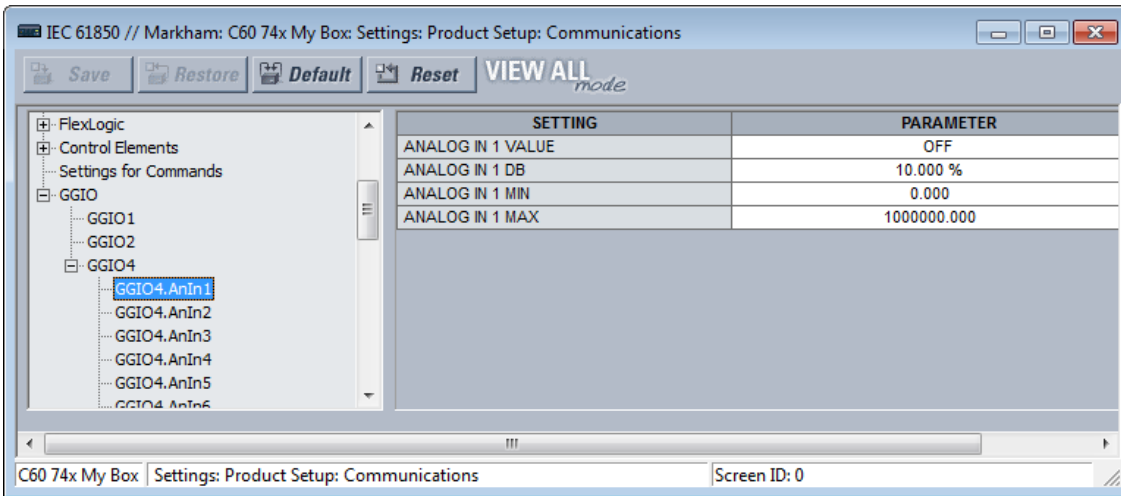 IEC 61850 // Markham: C60 74x My Box: Settings: Product Setup: Communications
Save Restore Default Reset VIEW ALL mode
FlexLogic
Control Elements
Settings for Commands
GGIO
GGIO1
GGIO2
GGIO4
GGIO4.AnIn1
GGIO4.AnIn2
GGIO4.AnIn3
GGIO4.AnIn4
GGIO4.AnIn5
GGIO4.AnIn6
SETTING PARAMETER
ANALOG IN 1 VALUE OFF
ANALOG IN 1 DB 10.000 %
ANALOG IN 1 MIN 0.000
ANALOG IN 1 MAX 1000000.000
C60 74x My Box Settings: Product Setup: Communications Screen ID: 0